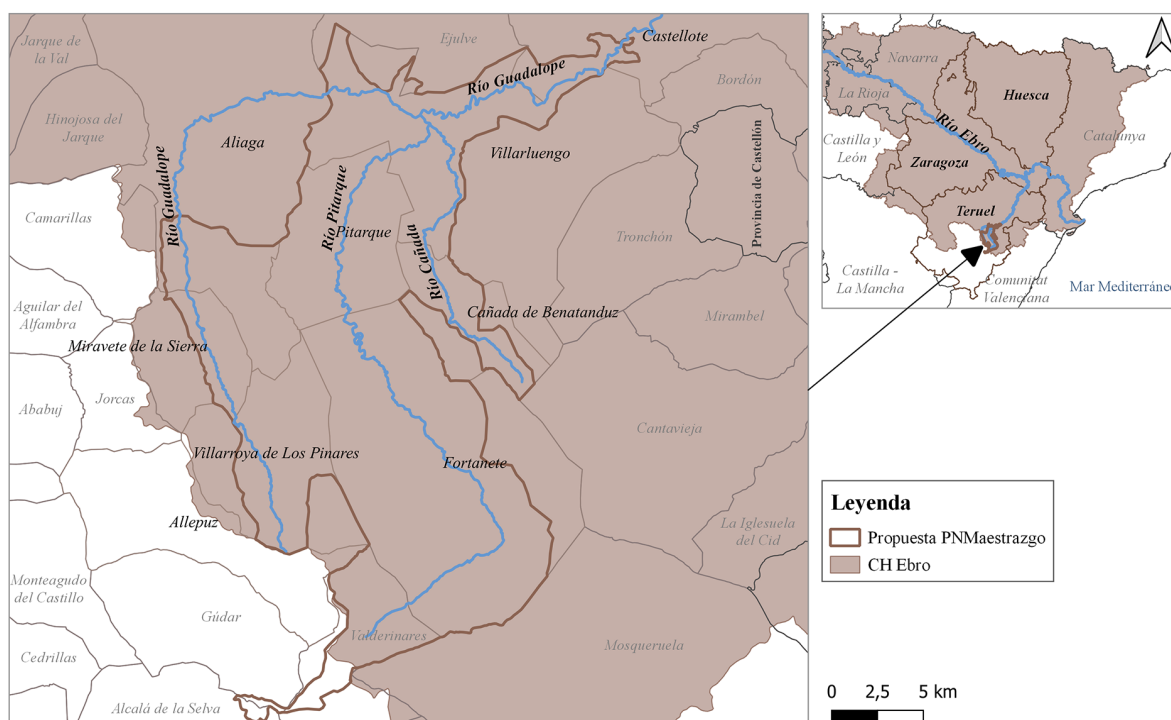 Jarque de
la Val
Ejulve
Castellote
Río Guadalope
Bordón
Hinojosa del
Jarque
Aliaga
Villarluengo
Provincia de Castellón
Río Guadalope
Río Pitarque
Camarillas
Pitarque
Tronchón
Río Cañada
Aguilar del
Alfambra
Cañada de Benatanduz
Mirambel
Miravete de la Sierra
Jorcas
Ababuj
Cantavieja
Villarroya de Los Pinares
Fortanete
Allepuz
La Iglesuela
del Cid
Monteagudo
del Castillo
Gúdar
Valderinares
Mosqueruela
Cedrillas
Alcalá de la Selva
Navarra
La Rioja
Huesca
Río Ebro
Catalunya
Castilla y
León
Zaragoza
Teruel
Castilla -
La Mancha
Comunitat
Valenciana
Mar Mediterráne
Leyenda
Propuesta PNMaestrazgo
CH Ebro
0 2,5 5 km